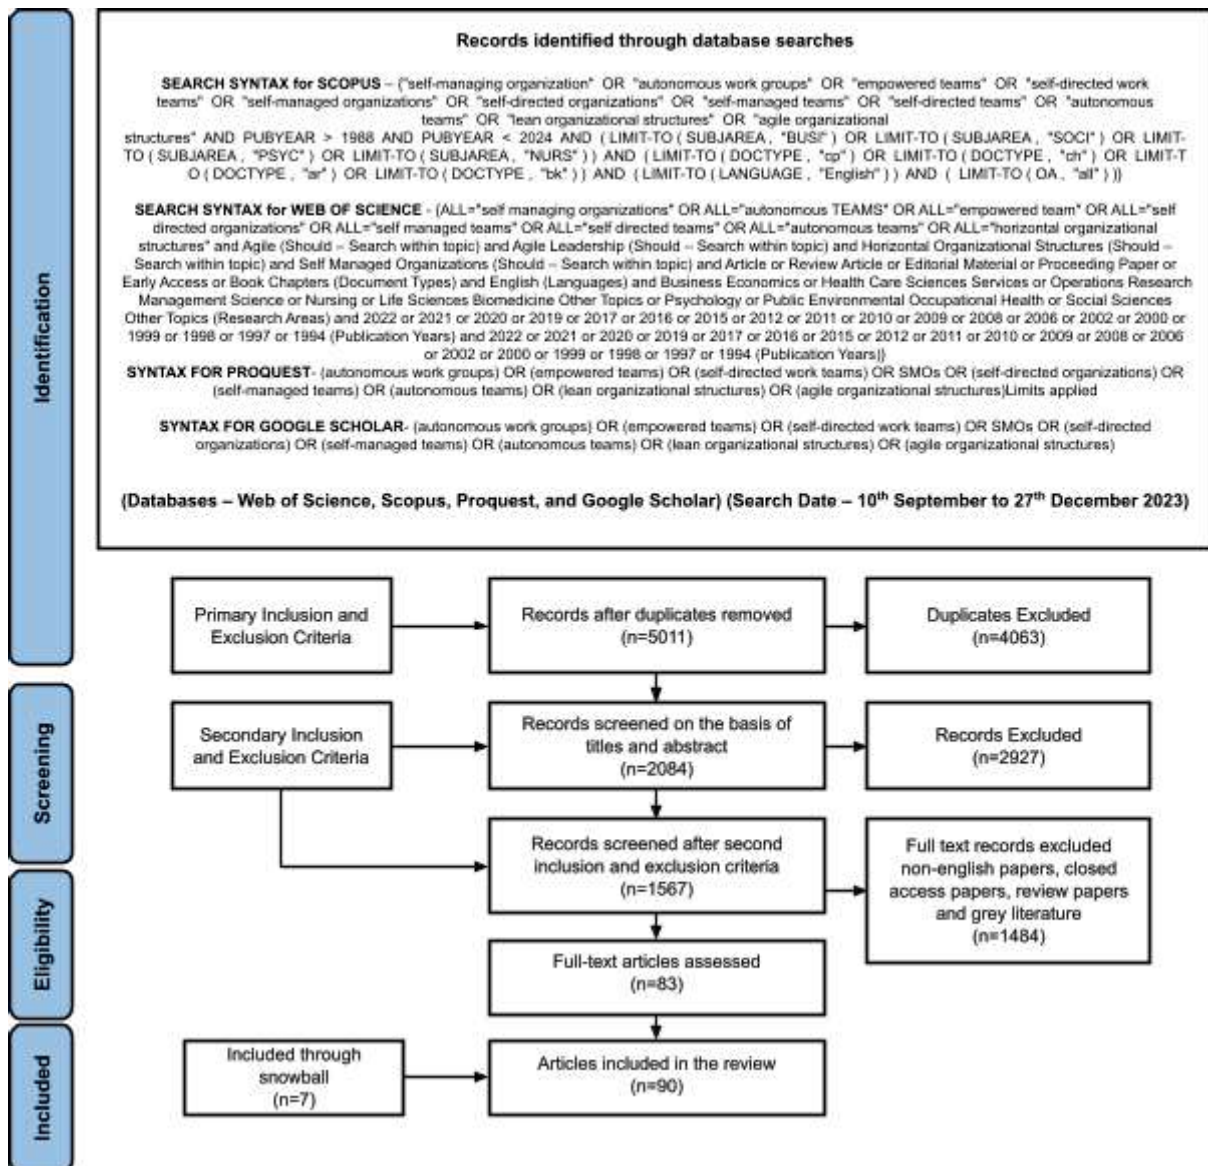 Identification
Records identified through database searches
SEARCH SYNTAX for SCOPUS – {"self-managing organization" OR "autonomous work groups" OR "empowered teams" OR "self-directed work
teams" OR "self-managed organizations" OR "self-directed organizations" OR "self-managed teams" OR "self-directed teams" OR "autonomous
teams" OR "lean organizational structures" OR "agile organizational
structures" AND PUBYEAR > 1988 AND PUBYEAR < 2024 AND ( LIMIT-TO ( SUBJAREA , "BUSI" ) OR LIMIT-TO ( SUBJAREA , "SOCI" ) OR LIMIT-
TO ( SUBJAREA , "PSYC" ) OR LIMIT-TO ( SUBJAREA , "NURS" ) ) AND ( LIMIT-TO ( DOCTYPE , "cp" ) OR LIMIT-TO ( DOCTYPE , "ch" ) OR LIMIT-T
O ( DOCTYPE , "ar" ) OR LIMIT-TO ( DOCTYPE , "bk" ) ) AND ( LIMIT-TO ( LANGUAGE , "English" ) ) AND ( LIMIT-TO ( OA , "all" ) )}
SEARCH SYNTAX for WEB OF SCIENCE - {ALL="self managing organizations" OR ALL="autonomous TEAMS" OR ALL="empowered team" OR ALL="self
directed organizations" OR ALL="self managed teams" OR ALL="self directed teams" OR ALL="autonomous teams" OR ALL="horizontal organizational
structures" and Agile (Should – Search within topic) and Agile Leadership (Should – Search within topic) and Horizontal Organizational Structures (Should –
Search within topic) and Self Managed Organizations (Should – Search within topic) and Article or Review Article or Editorial Material or Proceeding Paper or
Early Access or Book Chapters (Document Types) and English (Languages) and Business Economics or Health Care Sciences Services or Operations Research
Management Science or Nursing or Life Sciences Biomedicine Other Topics or Psychology or Public Environmental Occupational Health or Social Sciences
Other Topics (Research Areas) and 2022 or 2021 or 2020 or 2019 or 2017 or 2016 or 2015 or 2012 or 2011 or 2010 or 2009 or 2008 or 2006 or 2002 or 2000 or
1999 or 1998 or 1997 or 1994 (Publication Years) and 2022 or 2021 or 2020 or 2019 or 2017 or 2016 or 2015 or 2012 or 2011 or 2010 or 2009 or 2008 or 2006
or 2002 or 2000 or 1999 or 1998 or 1997 or 1994 (Publication Years)}
SYNTAX FOR PROQUEST- (autonomous work groups) OR (empowered teams) OR (self-directed work teams) OR SMOs OR (self-directed organizations) OR
(self-managed teams) OR (autonomous teams) OR (lean organizational structures) OR (agile organizational structures)Limits applied
SYNTAX FOR GOOGLE SCHOLAR- (autonomous work groups) OR (empowered teams) OR (self-directed work teams) OR SMOs OR (self-directed
organizations) OR (self-managed teams) OR (autonomous teams) OR (lean organizational structures) OR (agile organizational structures)
(Databases – Web of Science, Scopus, Proquest, and Google Scholar) (Search Date – 10th September to 27th December 2023)
Primary Inclusion and
Exclusion Criteria
Records after duplicates removed
(n=5011)
Duplicates Excluded
(n=4063)
Screening
Secondary Inclusion
and Exclusion Criteria
Records screened on the basis of
titles and abstract
(n=2084)
Records Excluded
(n=2927)
Records screened after second
inclusion and exclusion criteria
(n=1567)
Full text records excluded
non-english papers, closed
access papers, review papers
and grey literature
(n=1484)
Eligibility
Full-text articles assessed
(n=83)
Included
Included through
snowball
(n=7)
Articles included in the review
(n=90)